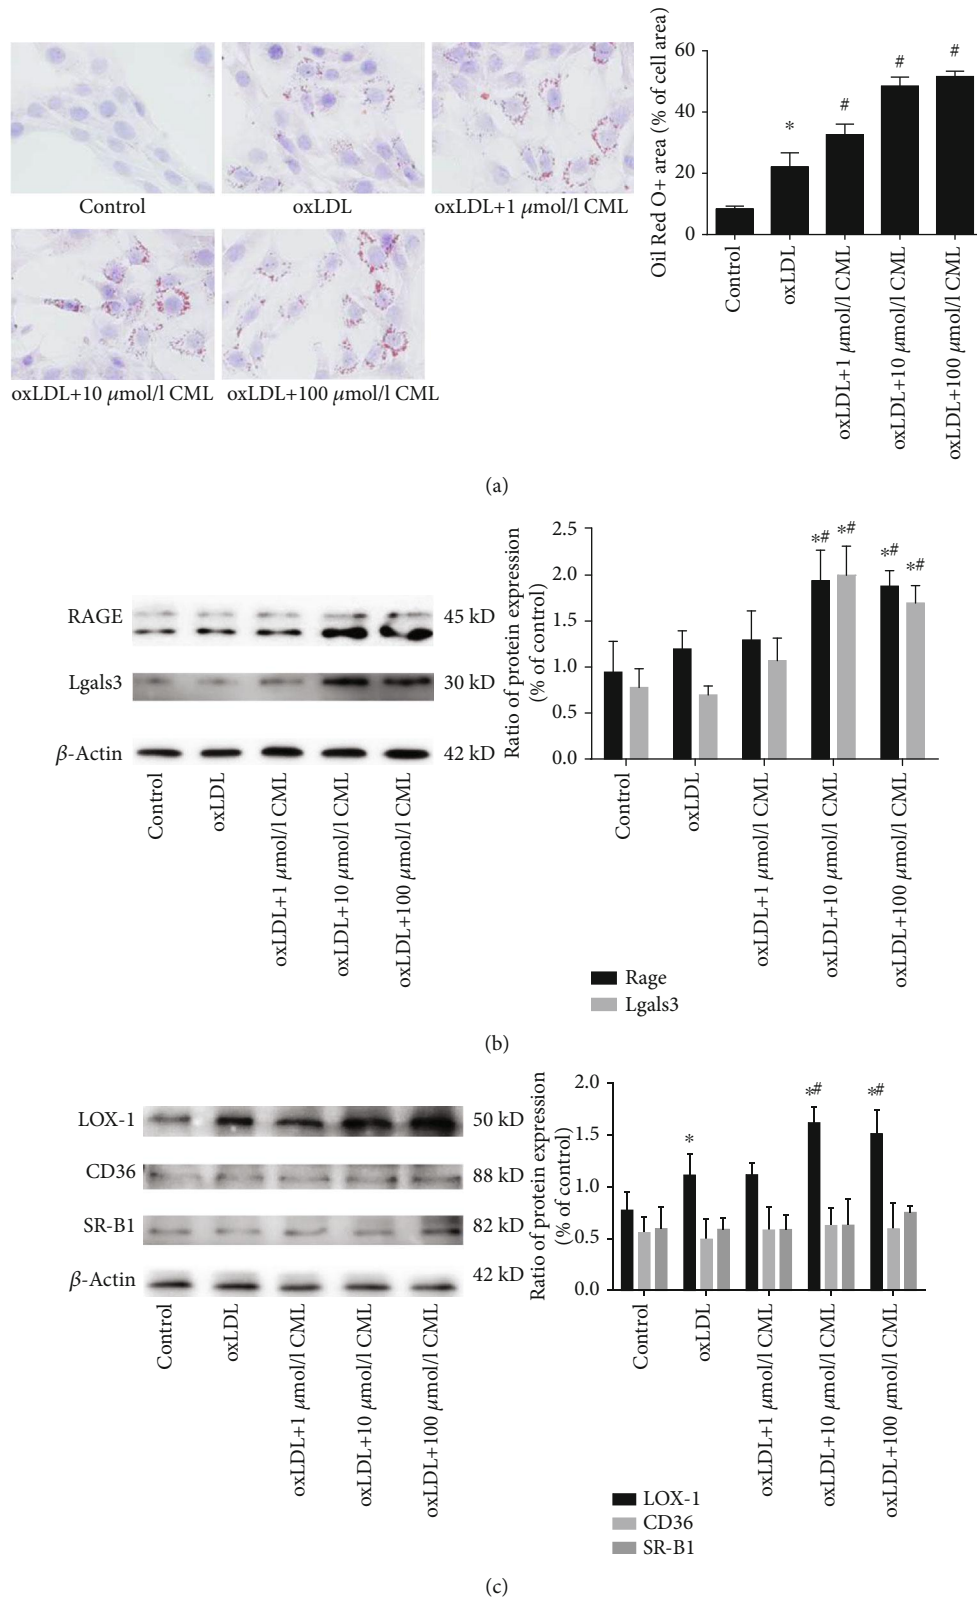 Control
oxLDL
oxLDL+1 μmol/l CML
oxLDL+10 μmol/l CML
oxLDL+100 μmol/l CML
Oil Red O+ area (% of cell area)
60
40
20
0
*
#
#
#
Control
oxLDL
oxLDL+1 μmol/l CML
oxLDL+10 μmol/l CML
oxLDL+100 μmol/l CML
(a)
RAGE
45 kD
Lgals3
30 kD
β-Actin
42 kD
Control
oxLDL
oxLDL+1 μmol/l CML
oxLDL+10 μmol/l CML
oxLDL+100 μmol/l CML
Ratio of protein expression
(% of control)
2.5
2.0
1.5
1.0
0.5
0.0
*#
*#
*#
*#
Control
oxLDL
oxLDL+1 μmol/l CML
oxLDL+10 μmol/l CML
oxLDL+100 μmol/l CML
Rage
Lgals3
(b)
LOX-1
50 kD
CD36
88 kD
SR-B1
82 kD
β-Actin
42 kD
Control
oxLDL
oxLDL+1 μmol/l CML
oxLDL+10 μmol/l CML
oxLDL+100 μmol/l CML
Ratio of protein expression
(% of control)
2.0
1.5
1.0
0.5
0.0
*
*#
*#
Control
oxLDL
oxLDL+1 μmol/l CML
oxLDL+10 μmol/l CML
oxLDL+100 μmol/l CML
LOX-1
CD36
SR-B1
(c)